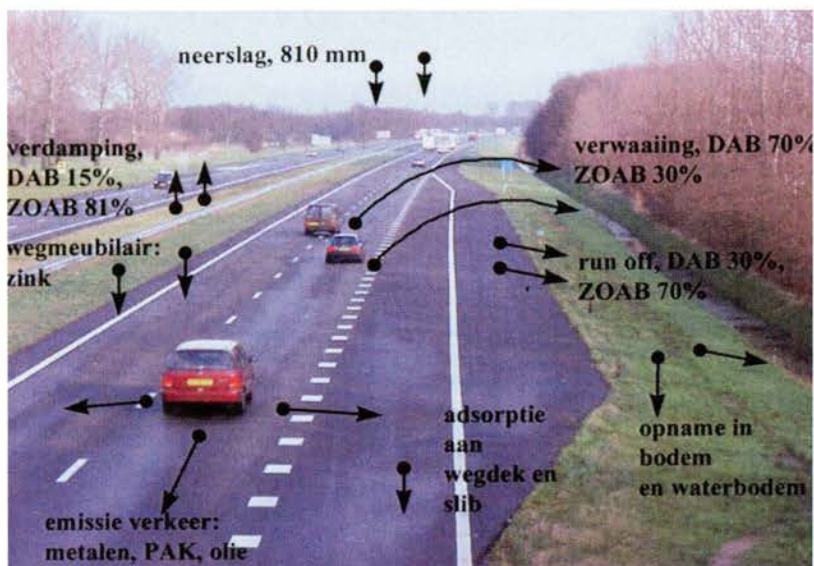 neerslag, 810 mm
verdamping,
DAB 15%,
ZOAB 81%
verwaaiing, DAB 70%
ZOAB 30%
wegmeubilair:
zink
run off, DAB 30%,
ZOAB 70%
adsorptie
aan
wegdek en
slib
opname in
bodem
en waterbodem
emissie verkeer:
metalen, PAK, olie